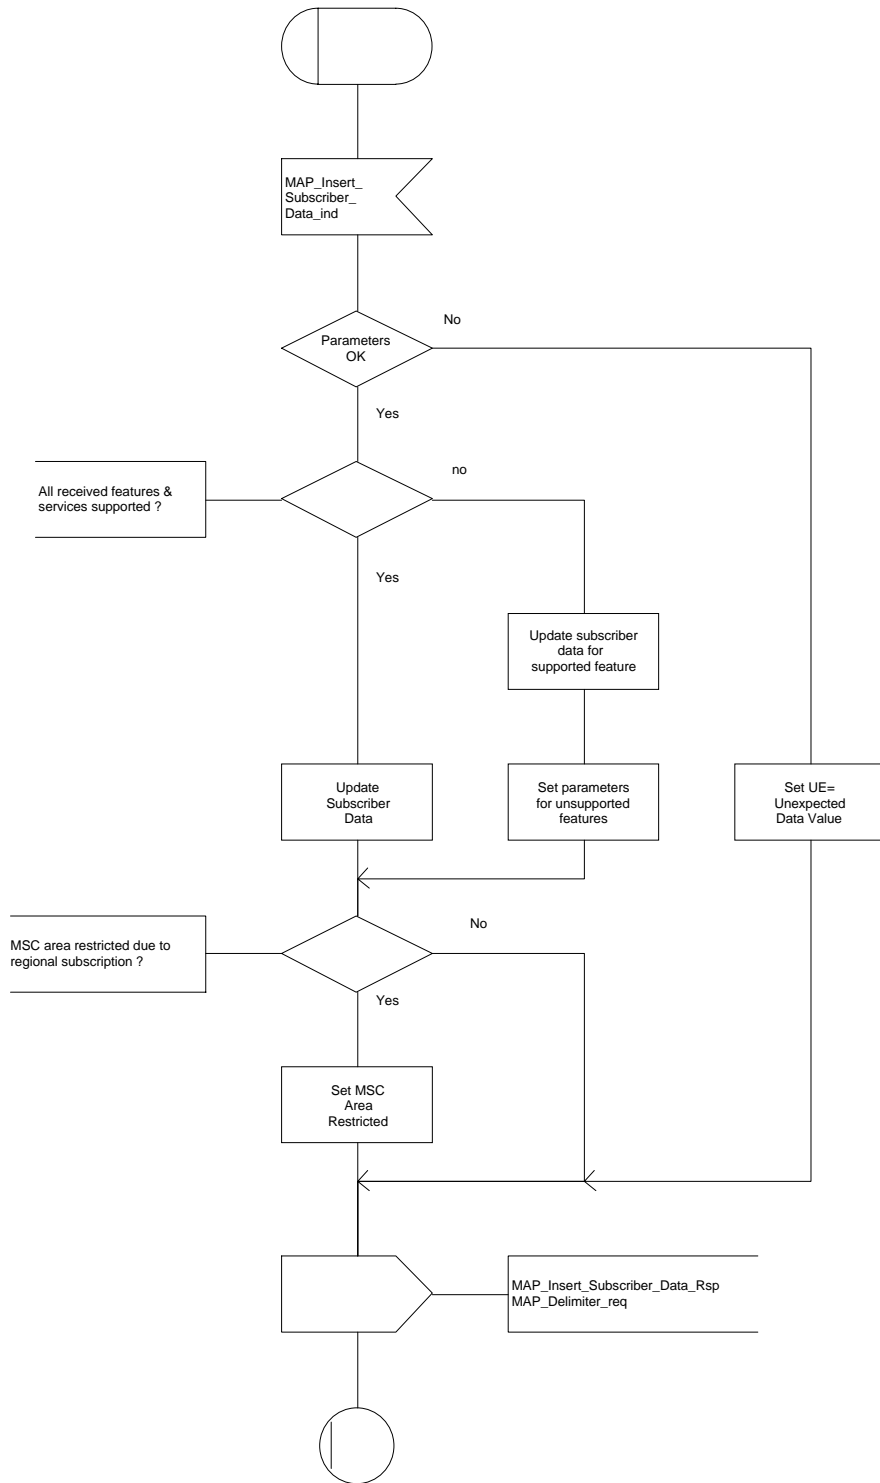 MAP_Insert_
Subscriber_
Data_ind
No
Parameters
OK
Yes
no
All received features &
services supported ?
Yes
Update subscriber
data for
supported feature
Update
Subscriber
Data
Set parameters
for unsupported
features
Set UE=
Unexpected
Data Value
No
MSC area restricted due to
regional subscription ?
Yes
Set MSC
Area
Restricted
MAP_Insert_Subscriber_Data_Rsp
MAP_Delimiter_req